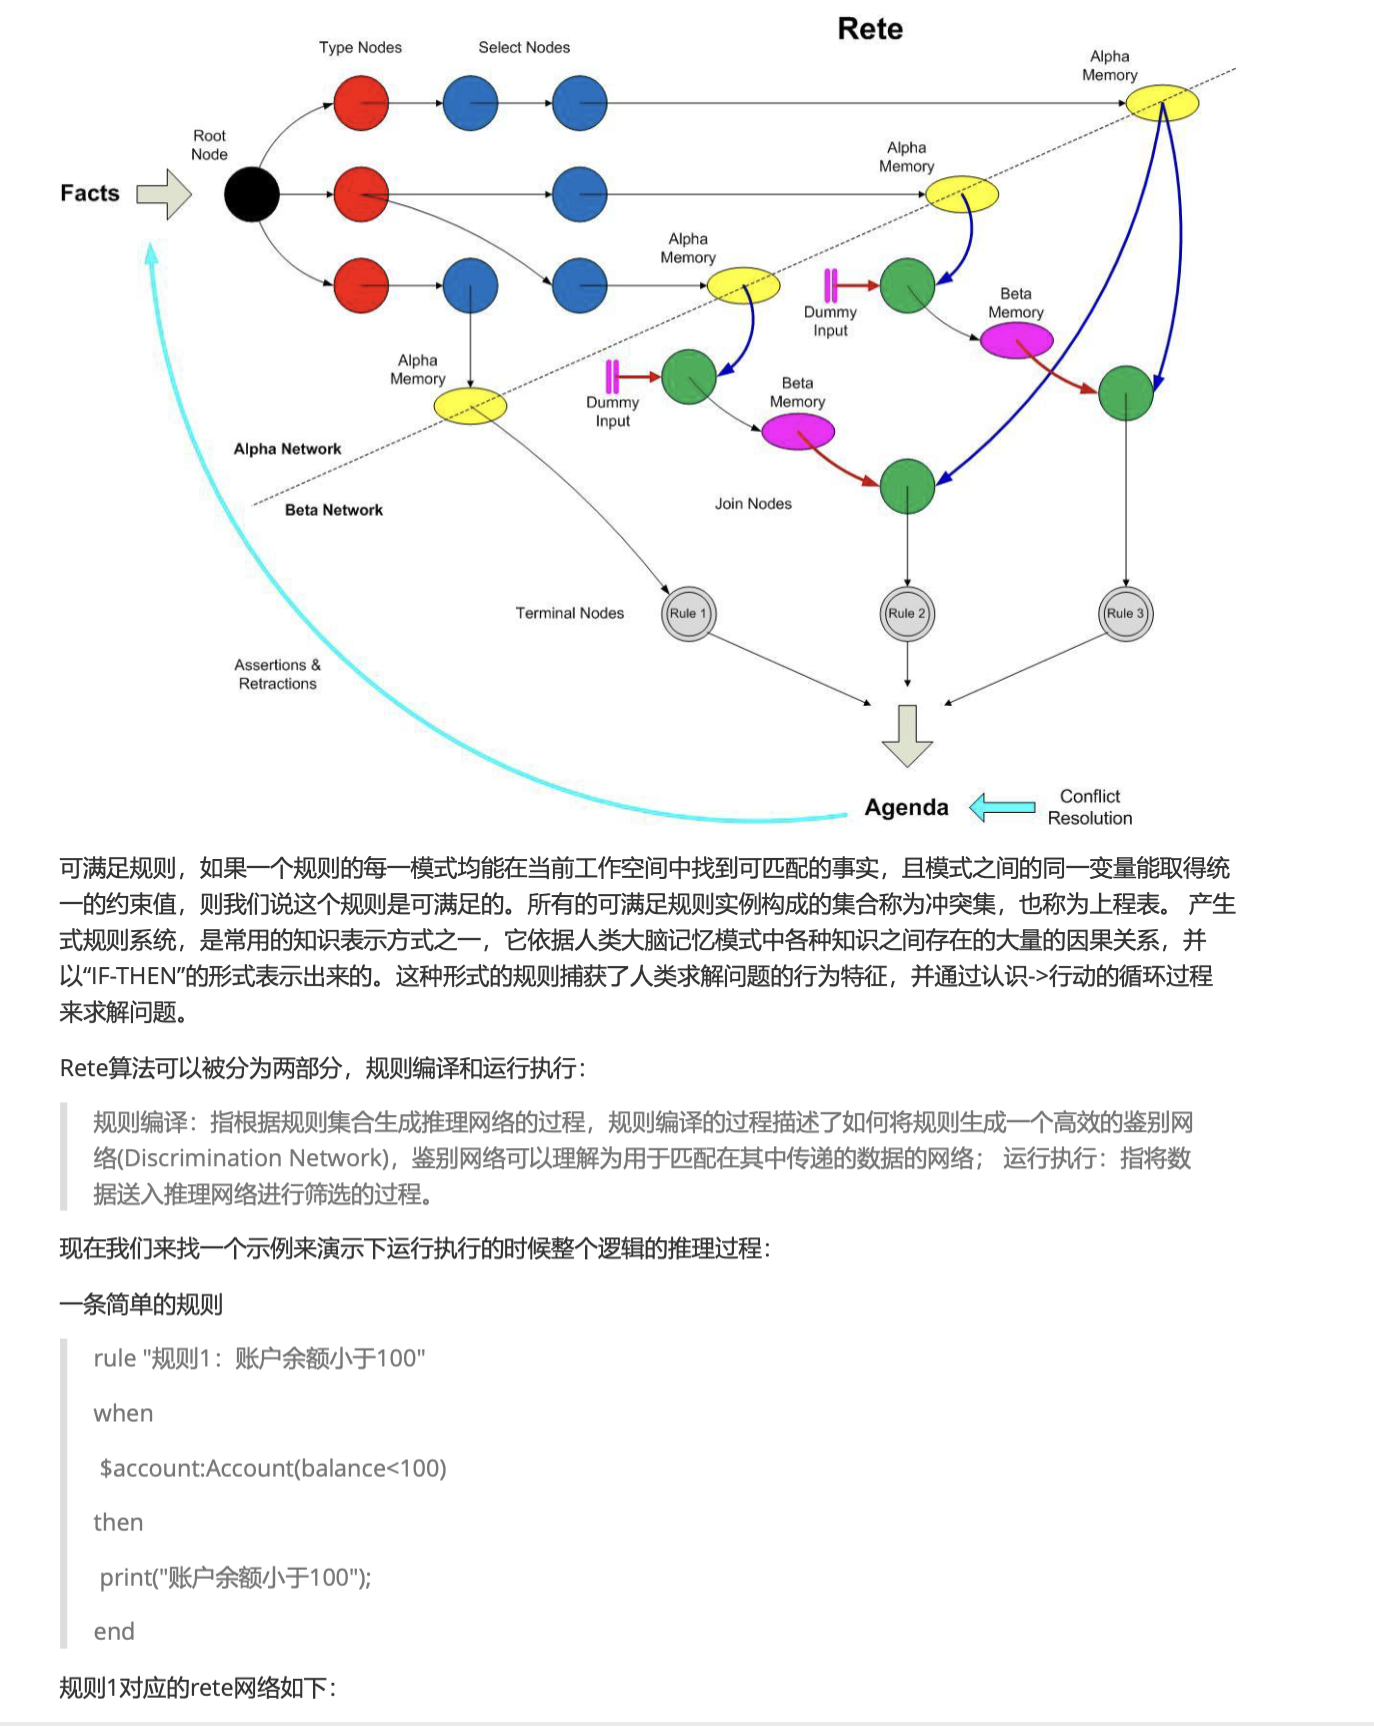 Rete
Type Nodes
Select Nodes
Alpha
Memory
Root
Node
Alpha
Memory
Facts
Alpha
Memory
Dummy
Input
Beta
Memory
Alpha
Memory
Dummy
Input
Beta
Memory
Alpha Network
Beta Network
Join Nodes
Terminal Nodes
Rule 1
Rule 2
Rule 3
Assertions &
Retractions
Agenda
Conflict
Resolution
可满足规则，如果一个规则的每一模式均能在当前工作空间中找到可匹配的事实，且模式之间的同一变量能取得统
一的约束值，则我们说这个规则是可满足的。所有的可满足规则实例构成的集合称为冲突集，也称为上程表。 产生
式规则系统，是常用的知识表示方式之一，它依据人类大脑记忆模式中各种知识之间存在的大量的因果关系，并
以“IF-THEN”的形式表示出来的。这种形式的规则捕获了人类求解问题的行为特征，并通过认识->行动的循环过程
来求解问题。
Rete算法可以被分为两部分，规则编译和运行执行：
规则编译：指根据规则集合生成推理网络的过程，规则编译的过程描述了如何将规则生成一个高效的鉴别网
络(Discrimination Network)，鉴别网络可以理解为用于匹配在其中传递的数据的网络； 运行执行：指将数
据送入推理网络进行筛选的过程。
现在我们来找一个示例来演示下运行执行的时候整个逻辑的推理过程：
一条简单的规则
rule "规则1：账户余额小于100"
when
$account:Account(balance<100)
then
print("账户余额小于100");
end
规则1对应的rete网络如下：